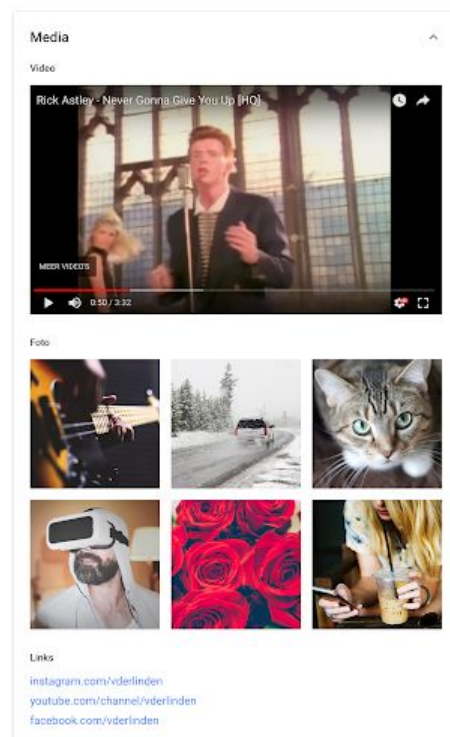 Media
Video
Rick Astley - Never Gonna Give You Up [HQ]
MEER VIDEO'S
0:50 / 3:32
Foto
Links
instagram.com/vderlinden
youtube.com/channel/vderlinden
facebook.com/vderlinden